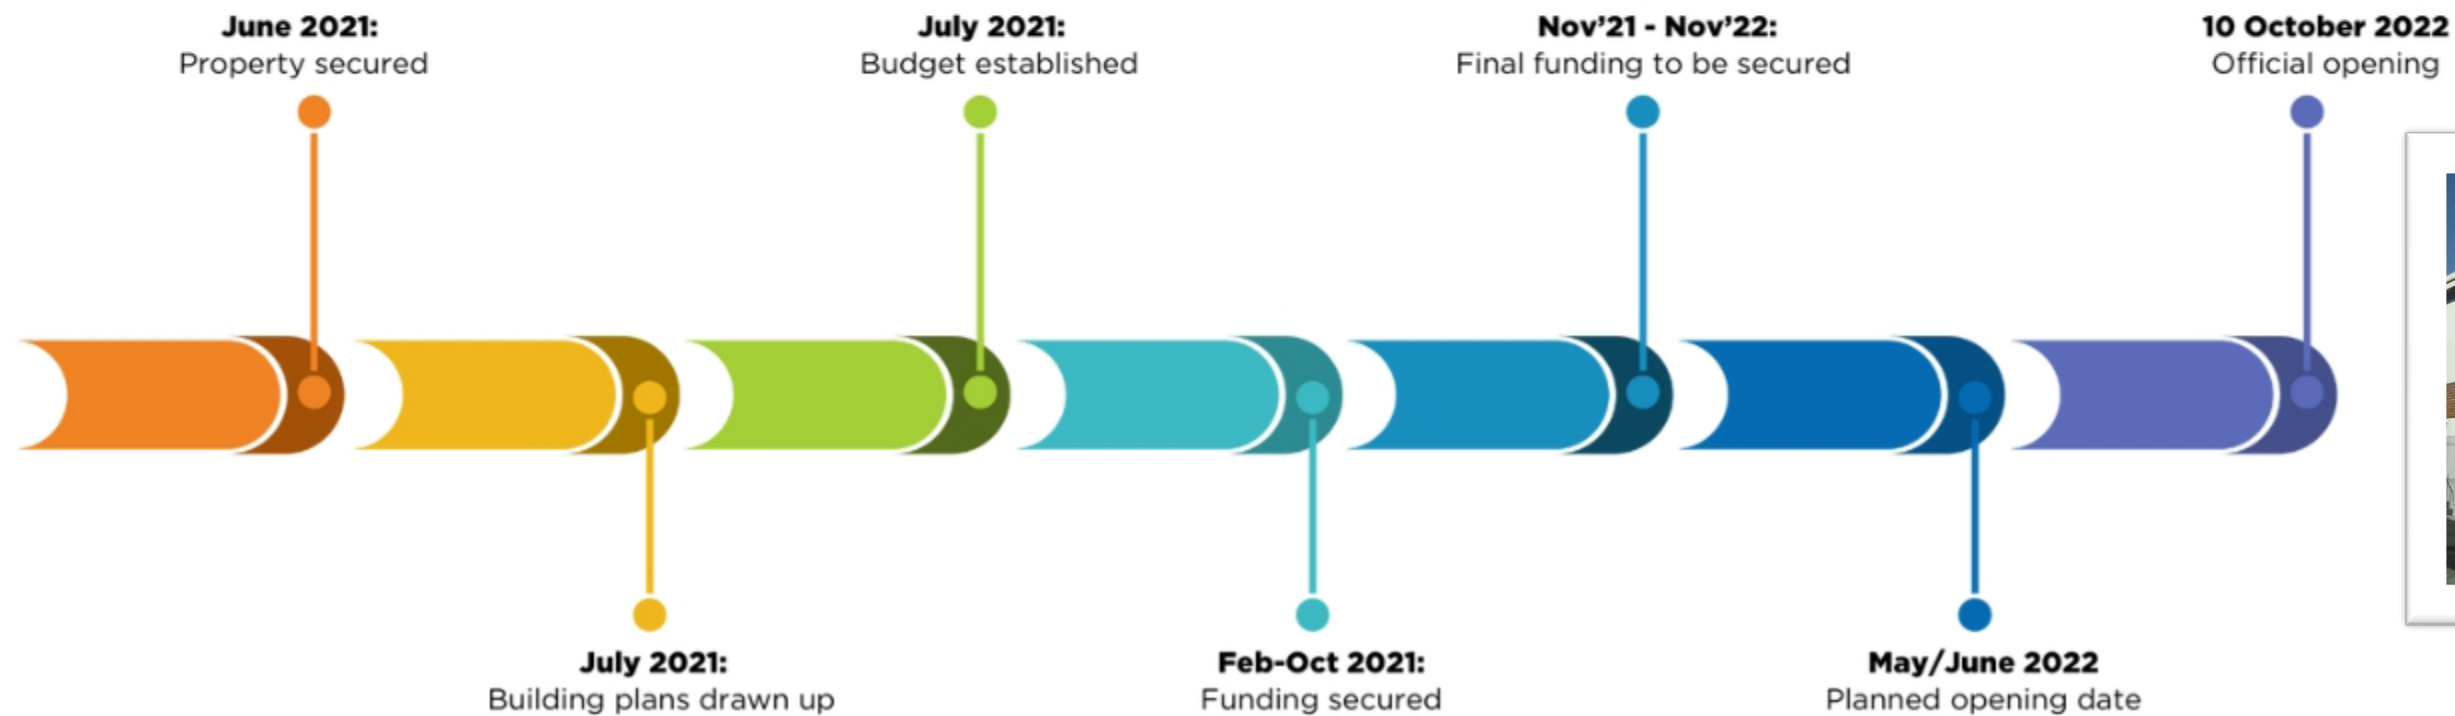 June 2021:
Property secured
July 2021:
Building plans drawn up
July 2021:
Budget established
Feb-Oct 2021:
Funding secured
Nov’21 - Nov’22:
Final funding to be secured
May/June 2022
Planned opening date
10 October 2022
Official opening